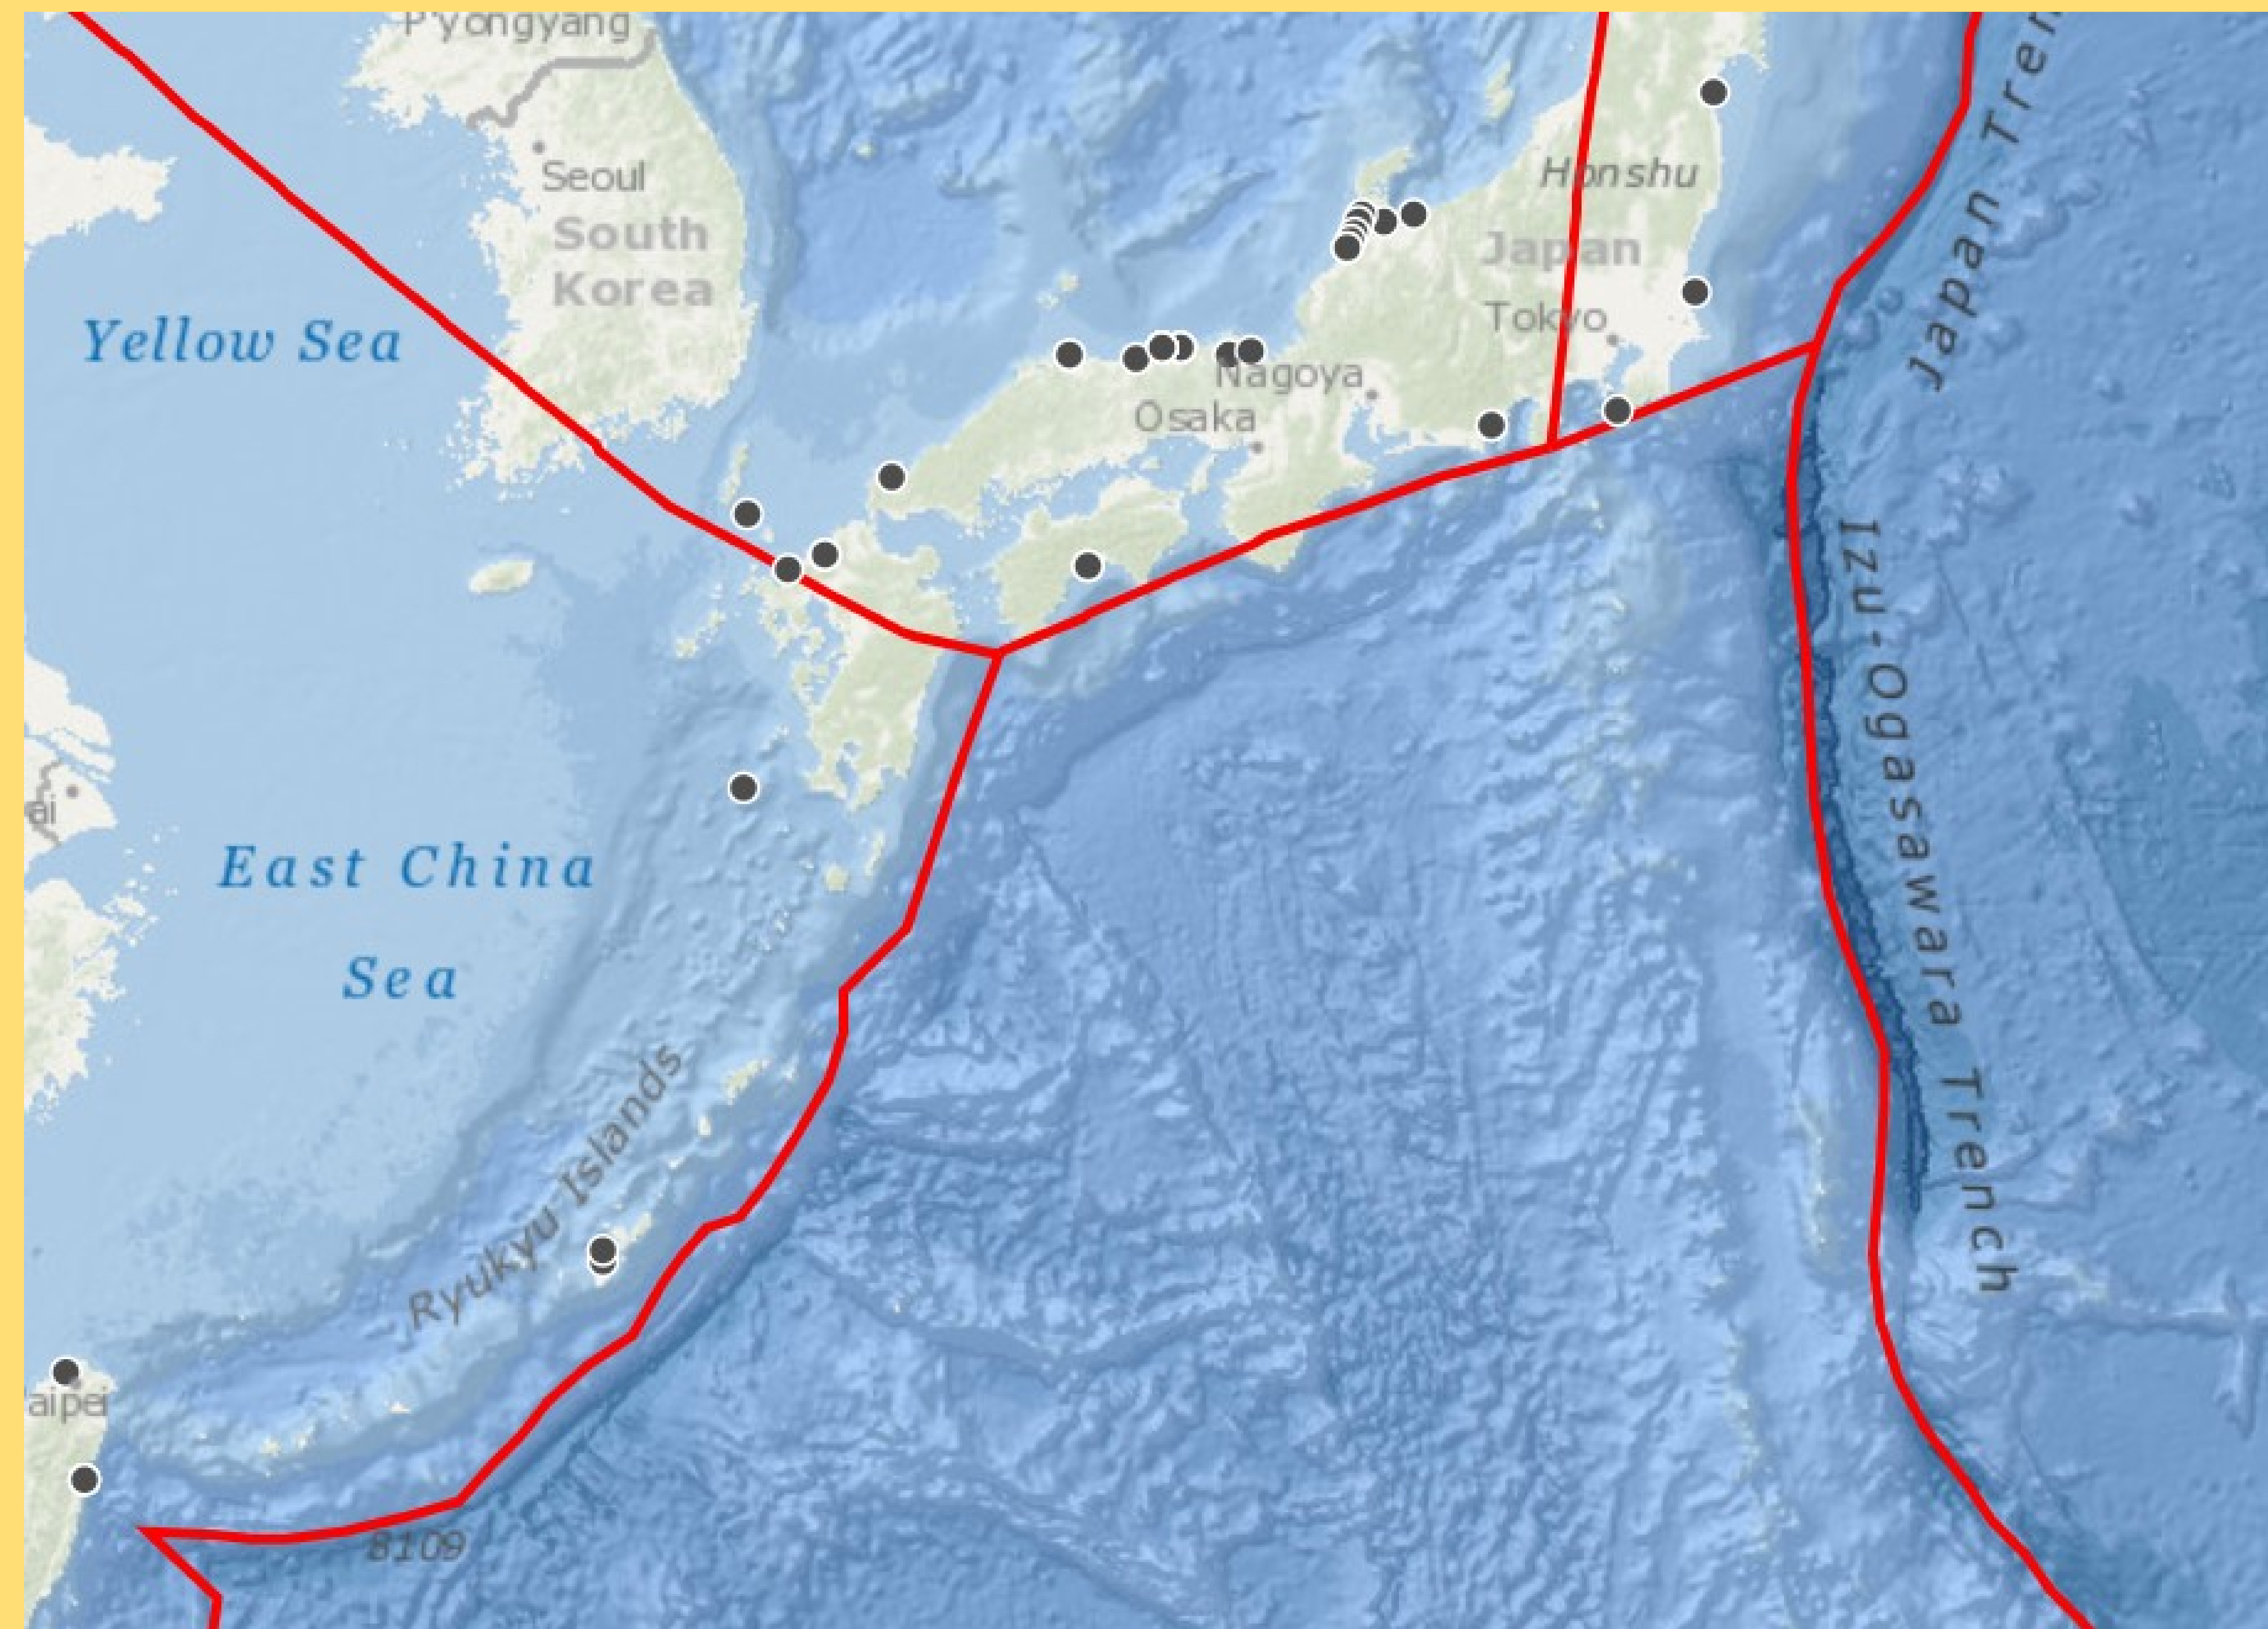 P'yongyang
Seoul
South
Korea
Yellow Sea
Honshu
Japan
Tokyo
Nagoya
Osaka
Japan Tren
Izu-Ogasawara Trench
ai
East China
Sea
Ryukyu Islands
aipei
8109